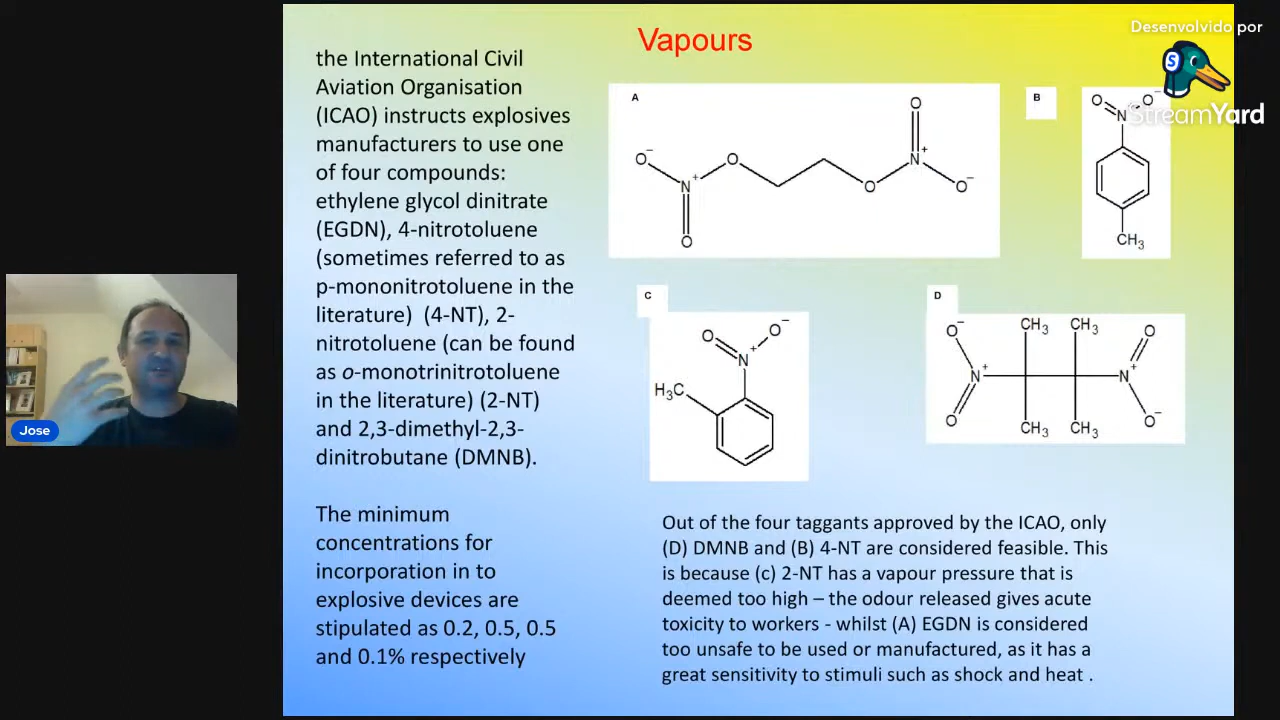 Vapours
Desenvolvido por
StreamYard
S
the International Civil
Aviation Organisation
(ICAO) instructs explosives
manufacturers to use one
of four compounds:
ethylene glycol dinitrate
(EGDN), 4-nitrotoluene
(sometimes referred to as
p-mononitrotoluene in the
literature) (4-NT), 2-
nitrotoluene (can be found
as o-monotrinitrotoluene
in the literature) (2-NT)
and 2,3-dimethyl-2,3-
dinitrobutane (DMNB).
The minimum
concentrations for
incorporation in to
explosive devices are
stipulated as 0.2, 0.5, 0.5
and 0.1% respectively
A
O⁻ N⁺ O O N⁺ O⁻
O O
B
O N⁺ O⁻
CH₃
C
O N⁺ O⁻
H₃C
D
O⁻ CH₃ CH₃ O
N⁺ N⁺
O CH₃ CH₃ O⁻
Out of the four taggants approved by the ICAO, only
(D) DMNB and (B) 4-NT are considered feasible. This
is because (c) 2-NT has a vapour pressure that is
deemed too high – the odour released gives acute
toxicity to workers - whilst (A) EGDN is considered
too unsafe to be used or manufactured, as it has a
great sensitivity to stimuli such as shock and heat .
Jose